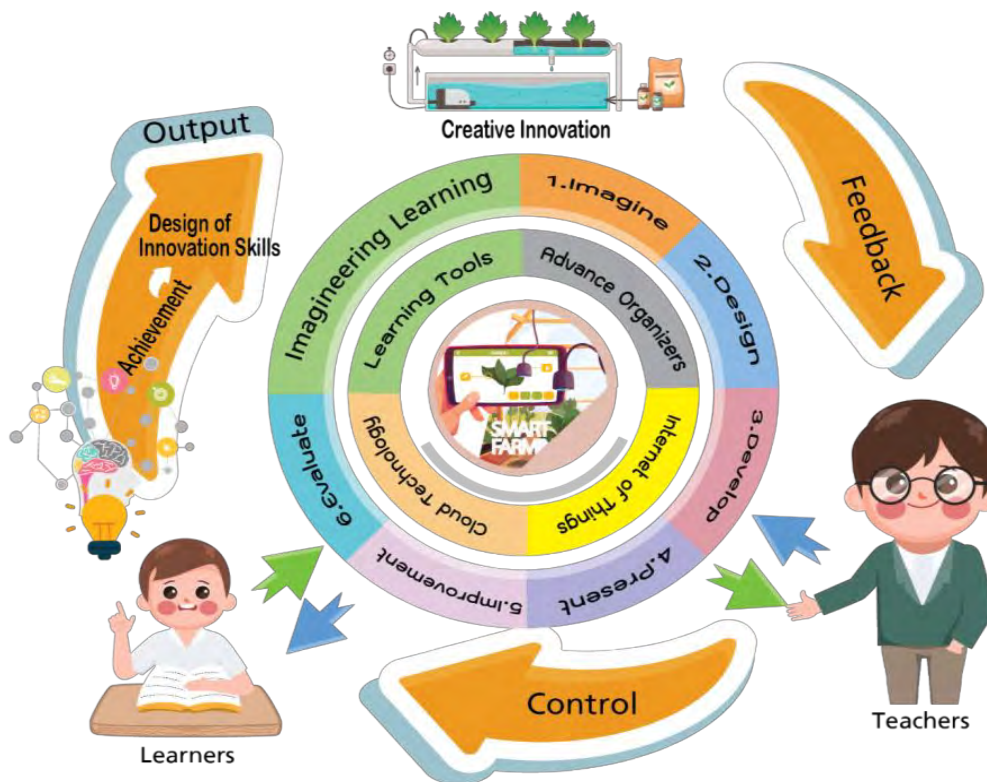 Creative Innovation
Output
Design of
Innovation Skills
Achievement
Feedback
Imagineering Learning
1.Imagine
2.Design
3.Develop
4.Present
5.Improvement
6.Evaluate
Learning Tools
Advance Organizers
Internet of Things
Cloud Technology
SMART
FARM
Control
Learners
Teachers